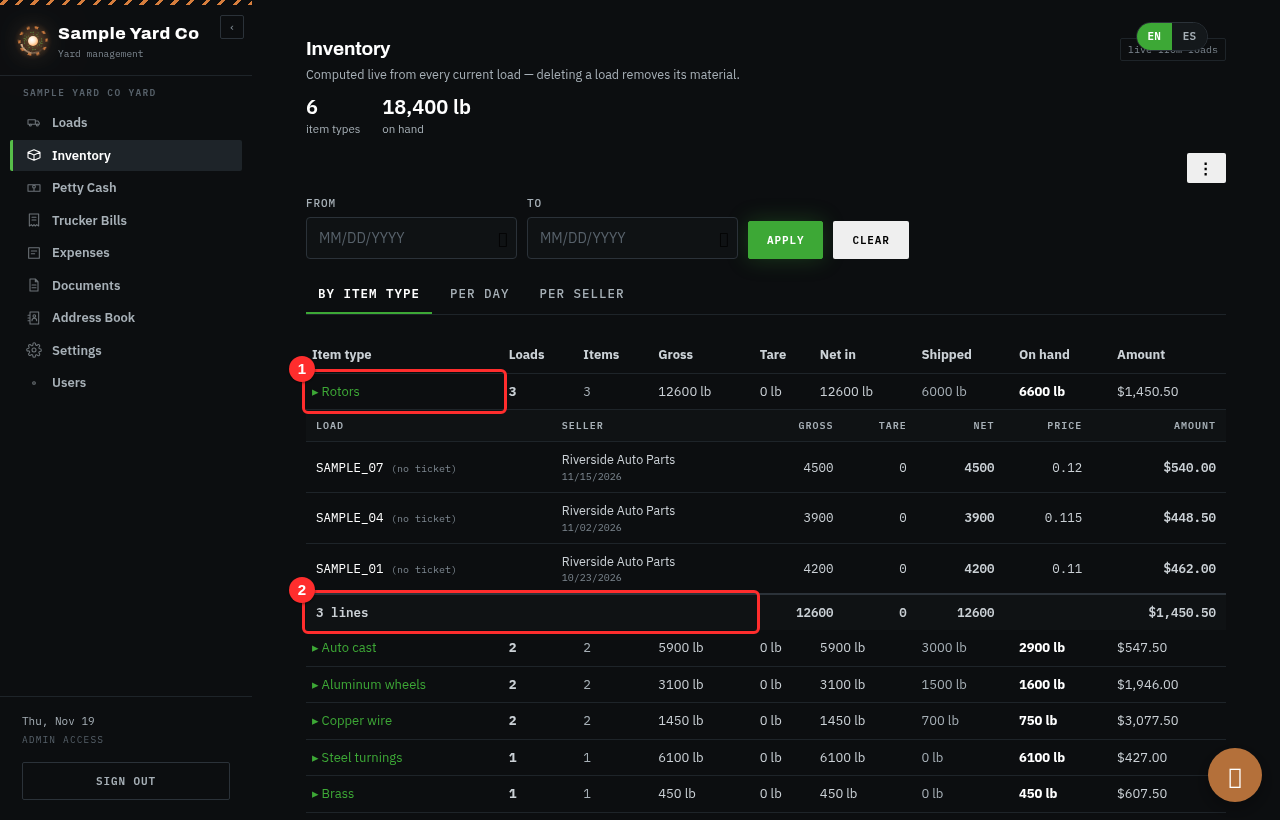 Sample Yard Co
Yard management
‹
SAMPLE YARD CO YARD
Loads
Inventory
Petty Cash
Trucker Bills
Expenses
Documents
Address Book
Settings
Users
Thu, Nov 19
ADMIN ACCESS
SIGN OUT
Inventory
EN ES
Computed live from every current load — deleting a load removes its material.
6 18,400 lb
item types on hand
⋮
FROM TO
MM/DD/YYYY MM/DD/YYYY APPLY CLEAR
BY ITEM TYPE PER DAY PER SELLER
Item type Loads Items Gross Tare Net in Shipped On hand Amount
1
▸ Rotors 3 3 12600 lb 0 lb 12600 lb 6000 lb 6600 lb $1,450.50
LOAD SELLER GROSS TARE NET PRICE AMOUNT
SAMPLE_07 (no ticket) Riverside Auto Parts 4500 0 4500 0.12 $540.00
11/15/2026
SAMPLE_04 (no ticket) Riverside Auto Parts 3900 0 3900 0.115 $448.50
11/02/2026
SAMPLE_01 (no ticket) Riverside Auto Parts 4200 0 4200 0.11 $462.00
10/23/2026
2
3 lines 12600 0 12600 $1,450.50
▸ Auto cast 2 2 5900 lb 0 lb 5900 lb 3000 lb 2900 lb $547.50
▸ Aluminum wheels 2 2 3100 lb 0 lb 3100 lb 1500 lb 1600 lb $1,946.00
▸ Copper wire 2 2 1450 lb 0 lb 1450 lb 700 lb 750 lb $3,077.50
▸ Steel turnings 1 1 6100 lb 0 lb 6100 lb 0 lb 6100 lb $427.00
▸ Brass 1 1 450 lb 0 lb 450 lb 0 lb 450 lb $607.50